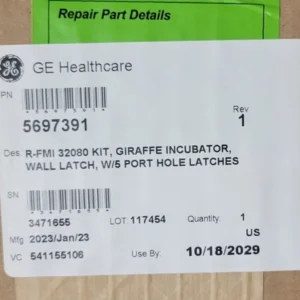 Repair Part Details
GE Healthcare
PN
5697391
Rev
1
Des R-FMI 32080 KIT, GIRAFFE INCUBATOR,
WALL LATCH, W/5 PORT HOLE LATCHES
SN
3471655
LOT 117454
Quantity 1
US
Mfg 2023/Jan/23
VC 541155106
Use By: 10/18/2029